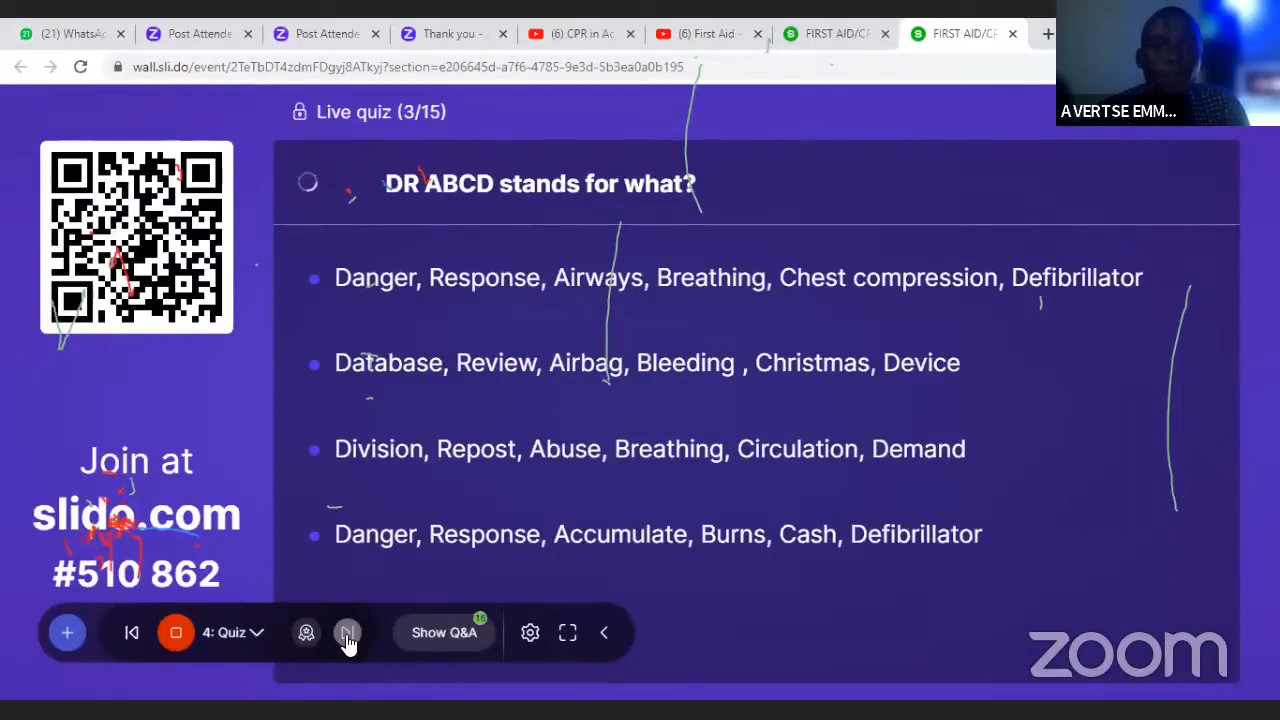 (21) WhatsA
Post Attende
Post Attende
Thank you -
(6) CPR in Ac
(6) First Aid -
FIRST AID/CF
FIRST AID/CF
wall.sli.do/event/2TeTbDT4zdmFDgyj8ATkyj?section=e206645d-a7f6-4785-9e3d-5b3ea0a0b195
AVERTSE EMM...
Live quiz (3/15)
DR ABCD stands for what?
Danger, Response, Airways, Breathing, Chest compression, Defibrillator
Database, Review, Airbag, Bleeding , Christmas, Device
Division, Repost, Abuse, Breathing, Circulation, Demand
Danger, Response, Accumulate, Burns, Cash, Defibrillator
Join at
slido.com
#510 862
4: Quiz
Show Q&A
16
zoom